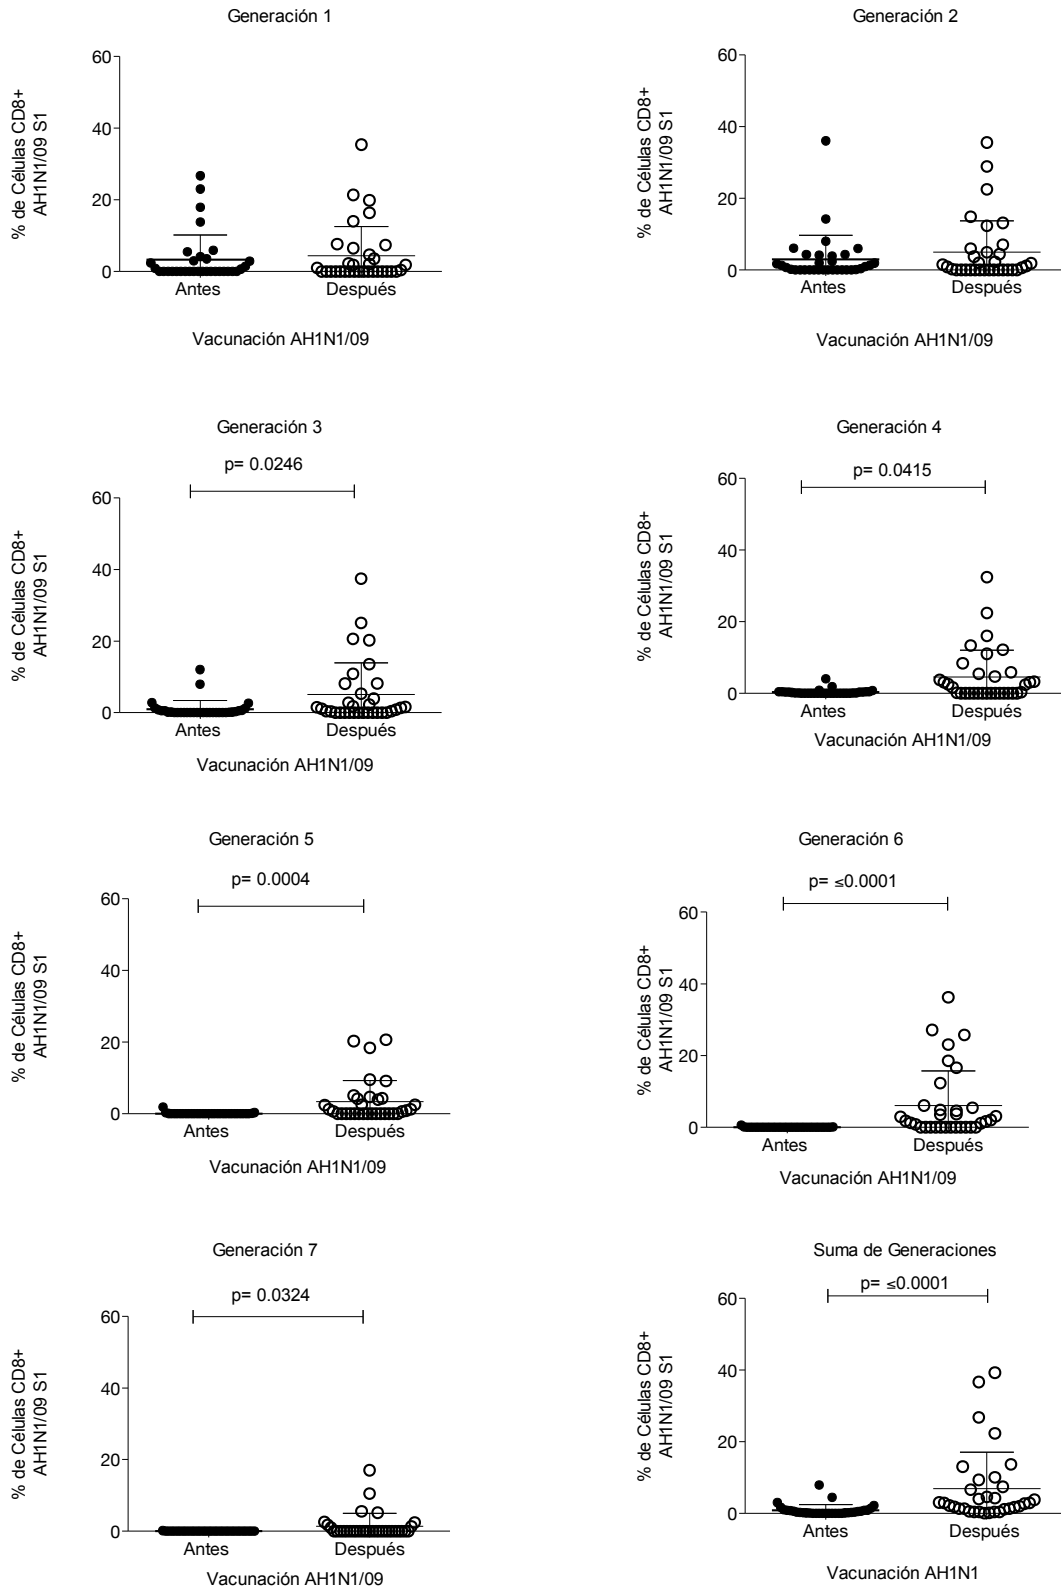 Generación 1
% de Células CD8+
AH1N1/09 S1
60
40
20
0
Antes
Después
Vacunación AH1N1/09
Generación 2
% de Células CD8+
AH1N1/09 S1
60
40
20
0
Antes
Después
Vacunación AH1N1/09
Generación 3
p= 0.0246
% de Células CD8+
AH1N1/09 S1
60
40
20
0
Antes
Después
Vacunación AH1N1/09
Generación 4
p= 0.0415
% de Células CD8+
AH1N1/09 S1
60
40
20
0
Antes
Después
Vacunación AH1N1/09
Generación 5
p= 0.0004
% de Células CD8+
AH1N1/09 S1
60
40
20
0
Antes
Después
Vacunación AH1N1/09
Generación 6
p= ≤0.0001
% de Células CD8+
AH1N1/09 S1
60
40
20
0
Antes
Después
Vacunación AH1N1/09
Generación 7
p= 0.0324
% de Células CD8+
AH1N1/09 S1
60
40
20
0
Antes
Después
Vacunación AH1N1/09
Suma de Generaciones
p= ≤0.0001
% de Células CD8+
AH1N1/09 S1
60
40
20
0
Antes
Después
Vacunación AH1N1